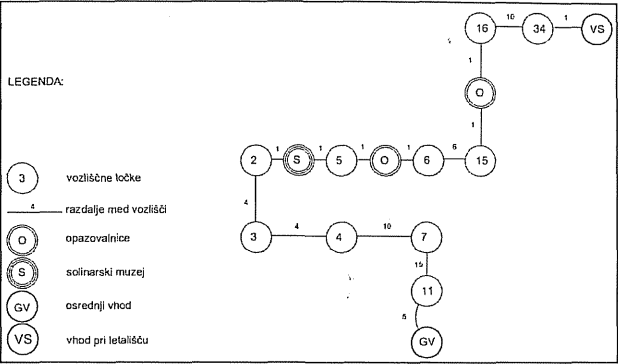 16 10 34 1 VS
1
LEGENDA:
O
1
2 1 S 1 5 1 O 1 6 6 15
3 vozliščne točke
4
4 razdalje med vozlišči
3 4 4 10 7
O opazovalnice
15
S solinarski muzej
11
GV osrednji vhod
5
VS vhod pri letališču
GV